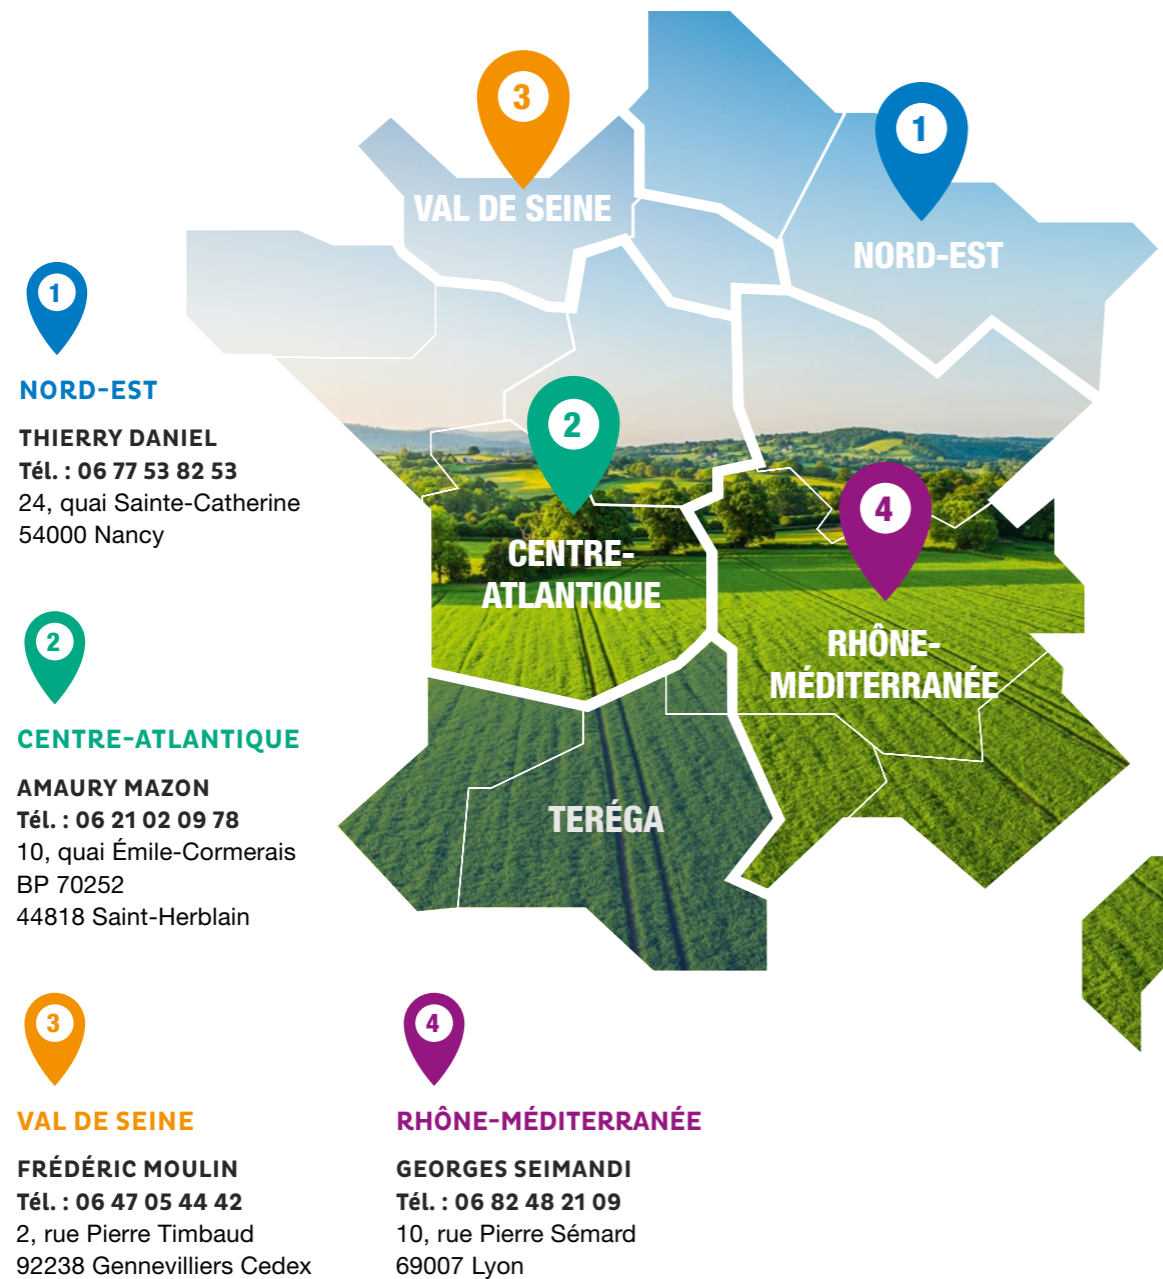 3
VAL DE SEINE
1
NORD-EST
2
CENTRE-
ATLANTIQUE
4
RHÔNE-
MÉDITERRANÉE
TERÉGA
1
NORD-EST
THIERRY DANIEL
Tél. : 06 77 53 82 53
24, quai Sainte-Catherine
54000 Nancy
2
CENTRE-ATLANTIQUE
AMAURY MAZON
Tél. : 06 21 02 09 78
10, quai Émile-Cormerais
BP 70252
44818 Saint-Herblain
3
VAL DE SEINE
FRÉDÉRIC MOULIN
Tél. : 06 47 05 44 42
2, rue Pierre Timbaud
92238 Gennevilliers Cedex
4
RHÔNE-MÉDITERRANÉE
GEORGES SEIMANDI
Tél. : 06 82 48 21 09
10, rue Pierre Sémard
69007 Lyon